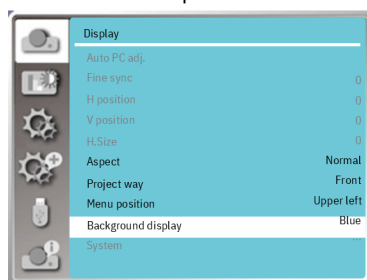 Display
Auto PC adj.
Fine sync 0
H position 0
V position 0
H.Size 0
Aspect Normal
Project way Front
Menu position Upper left
Background display Blue
System ...